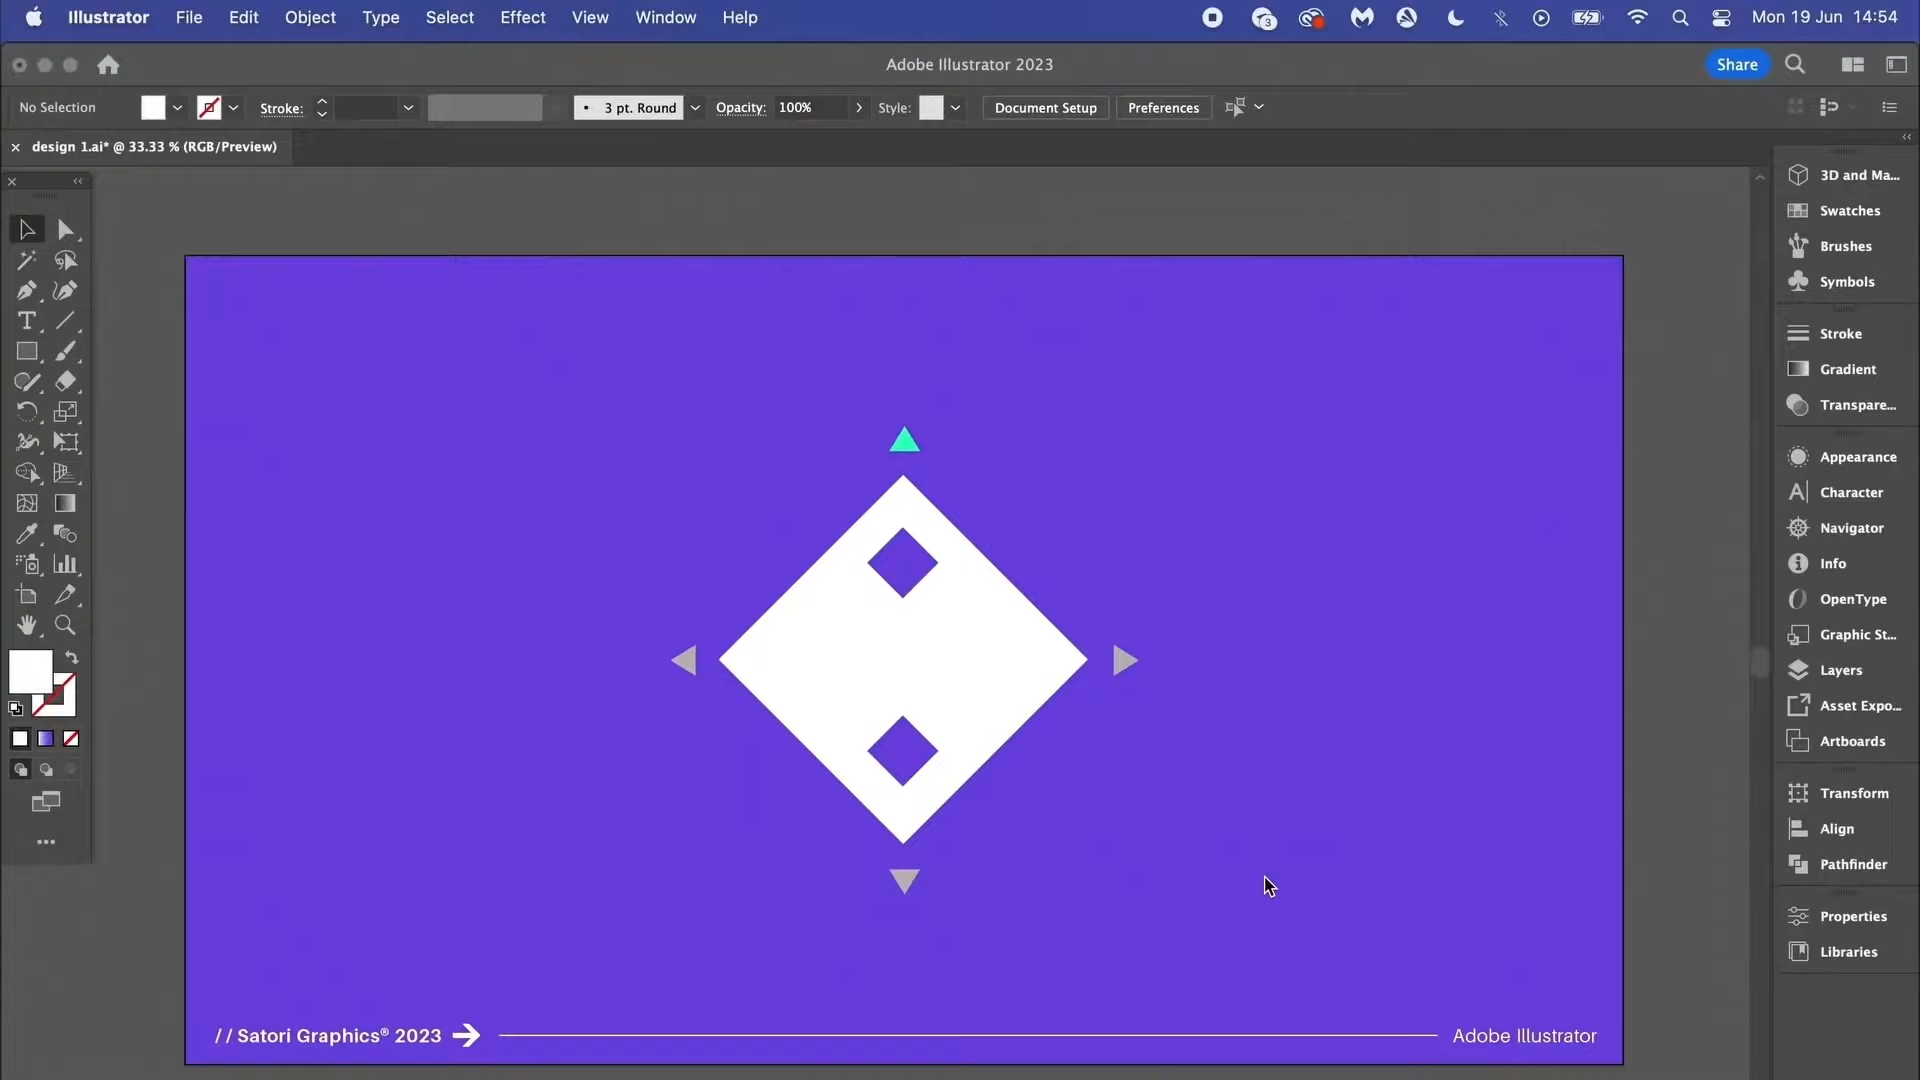 Illustrator File Edit Object Type Select Effect View Window Help 3 Mon 19 Jun 14:54
Adobe Illustrator 2023 Share
No Selection Stroke: 3 pt. Round Opacity: 100% Style: Document Setup Preferences
design 1.ai* @ 33.33 % (RGB/Preview)
3D and Ma...
Swatches
Brushes
Symbols
Stroke
Gradient
Transpare...
Appearance
Character
Navigator
Info
OpenType
Graphic St...
Layers
Asset Expo...
Artboards
Transform
Align
Pathfinder
Properties
Libraries
// Satori Graphics® 2023 Adobe Illustrator